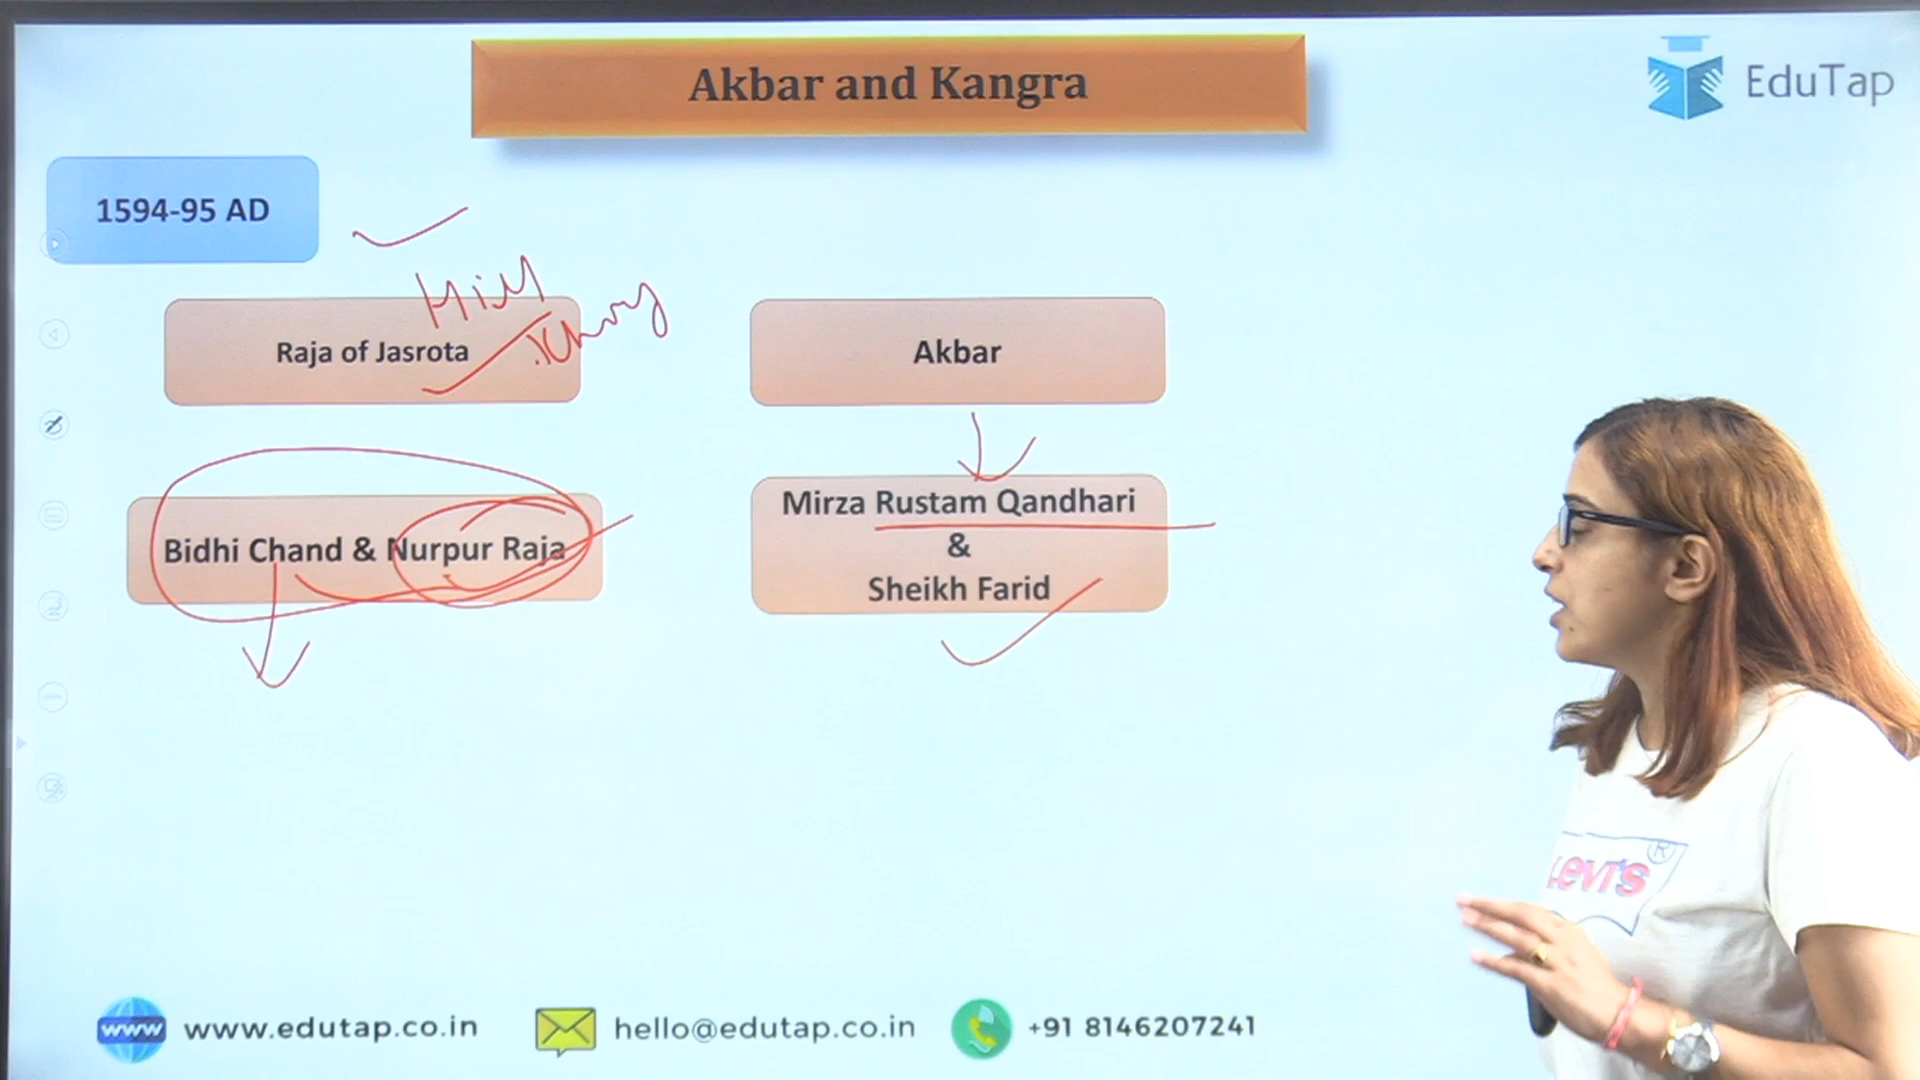 Akbar and Kangra
EduTap
1594-95 AD
Hill
Raja of Jasrota
Akbar
Bidhi Chand & Nurpur Raja
Mirza Rustam Qandhari
&
Sheikh Farid
Levi's
®
www
www.edutap.co.in
hello@edutap.co.in
+91 8146207241